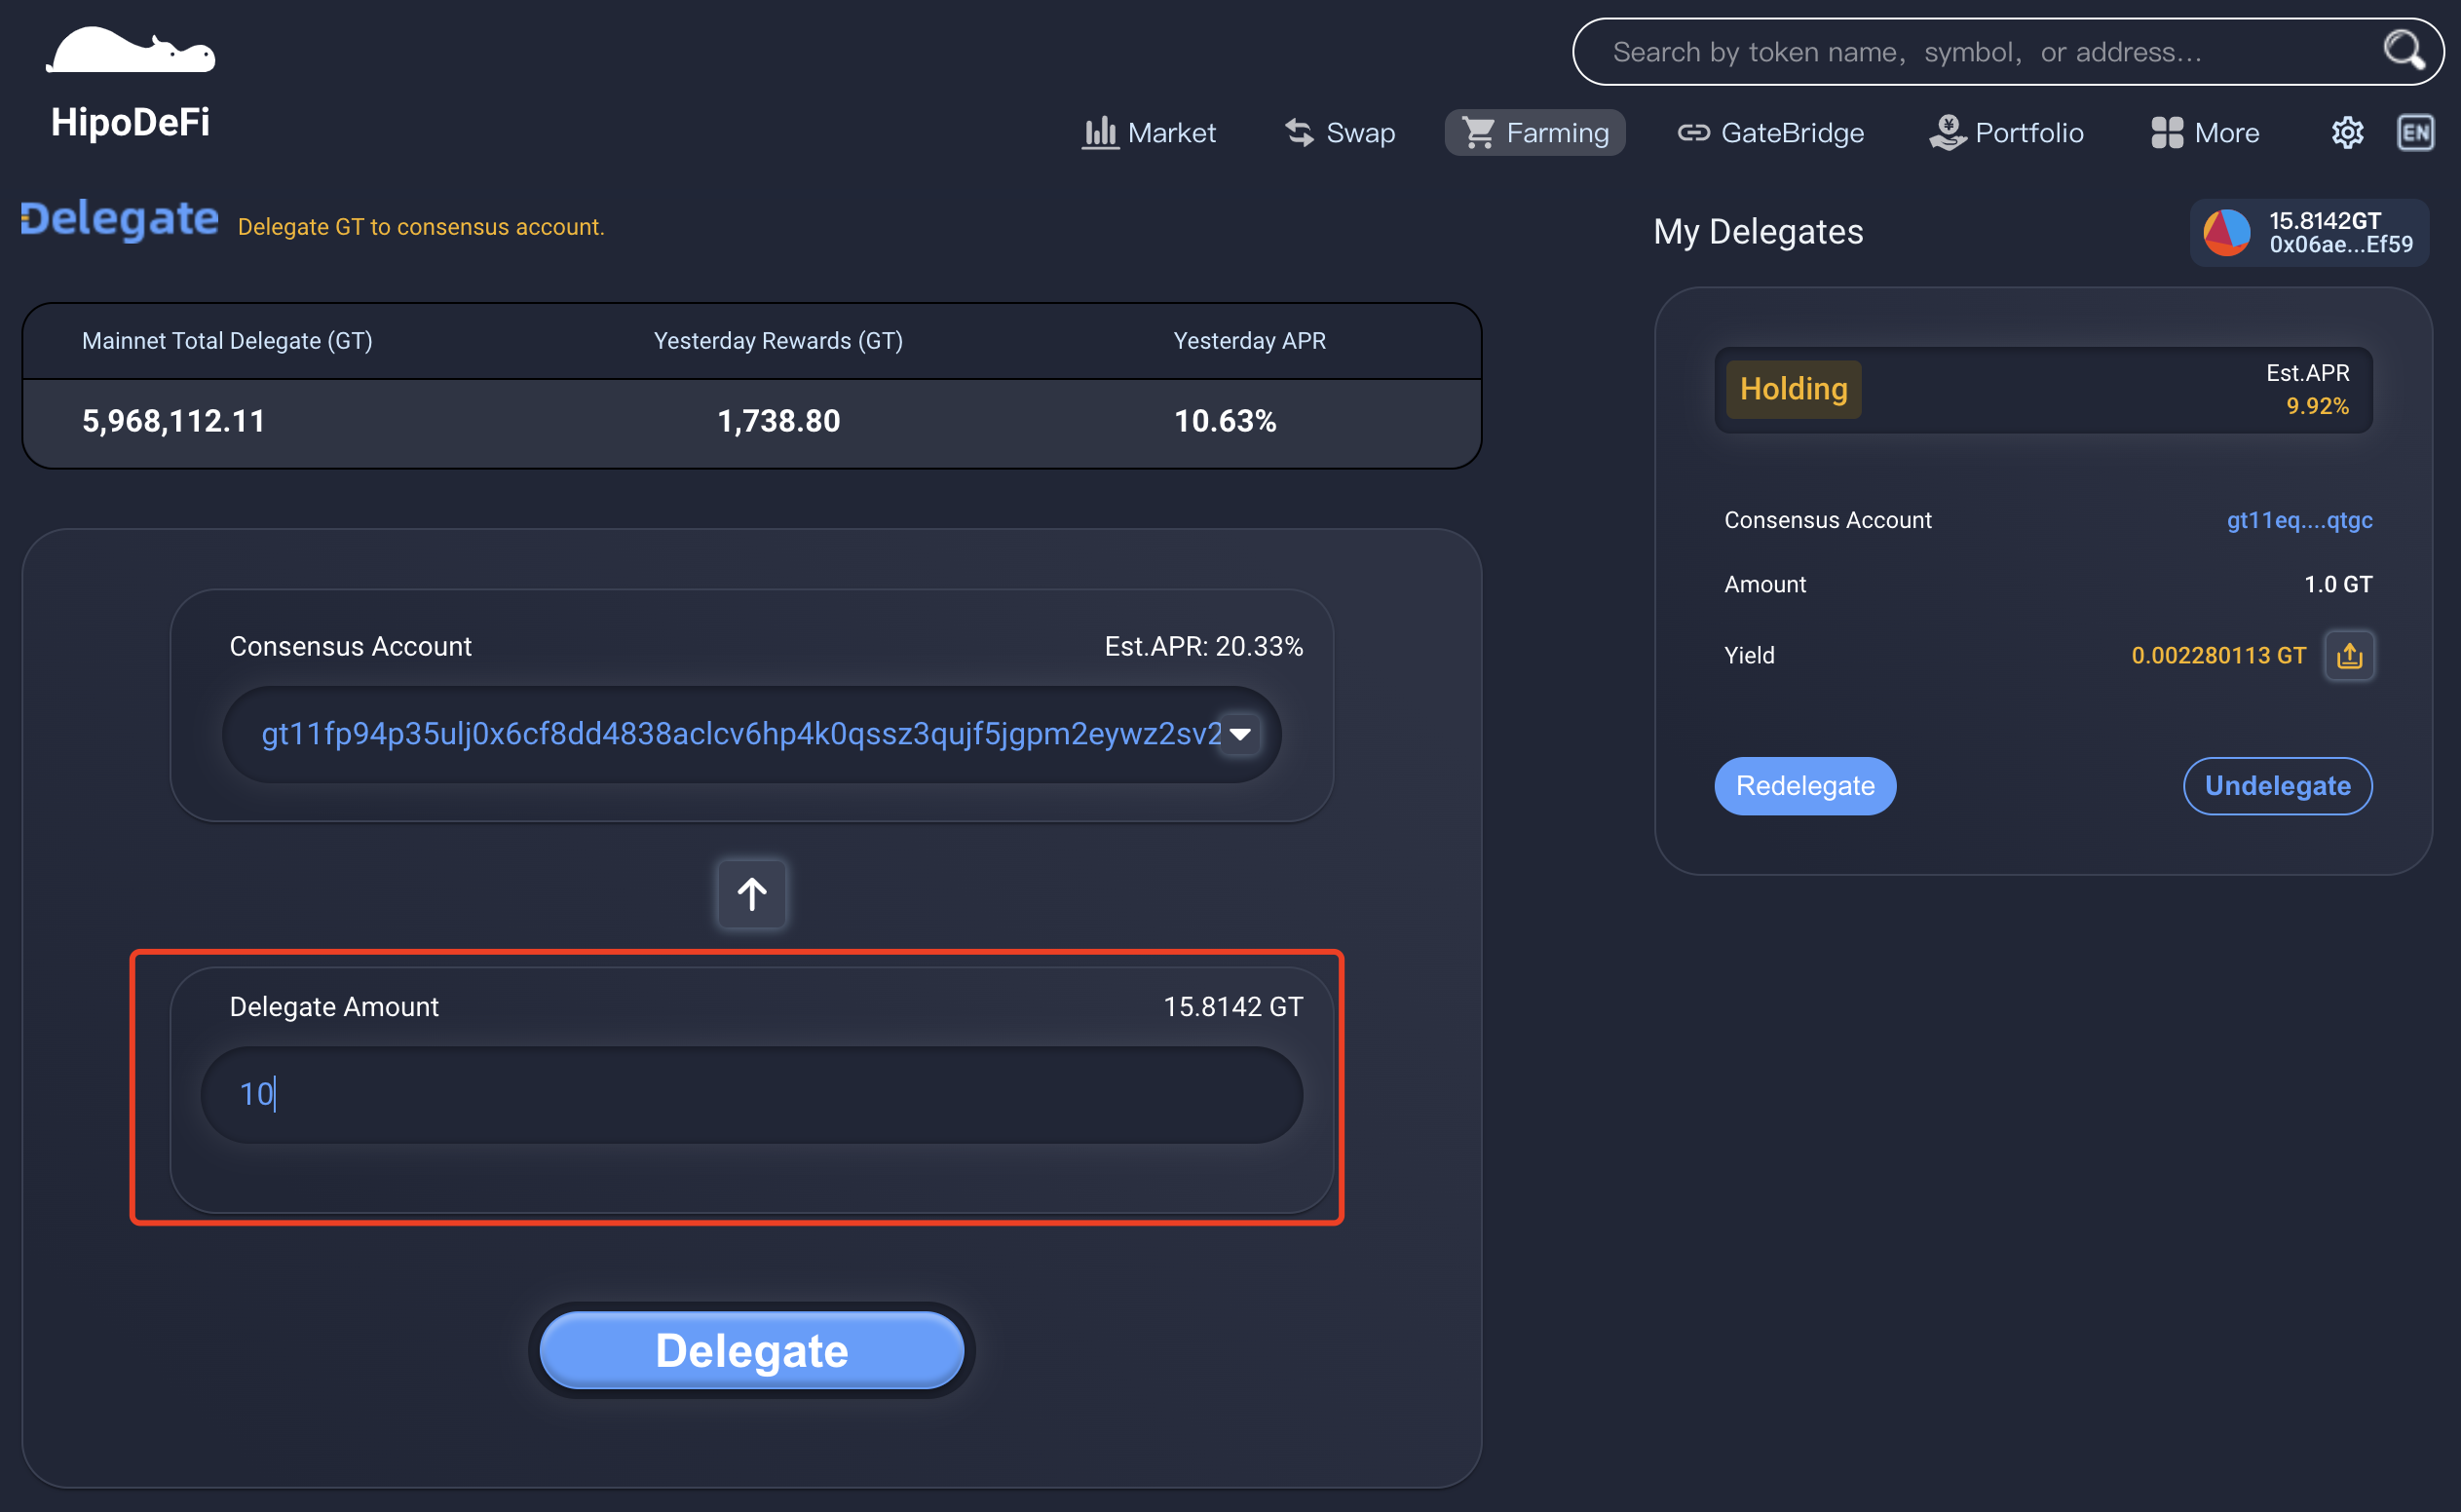 HipoDeFi
Search by token name, symbol, or address...
Market
Swap
Farming
GateBridge
Portfolio
More
EN
Delegate
Delegate GT to consensus account.
Mainnet Total Delegate (GT)
Yesterday Rewards (GT)
Yesterday APR
5,968,112.11
1,738.80
10.63%
Consensus Account
Est.APR: 20.33%
gt11fp94p35ulj0x6cf8dd4838aclcv6hp4k0qssz3qujf5jgpm2eywz2sv2
Delegate Amount
15.8142 GT
10
Delegate
My Delegates
15.8142GT
0x06ae...Ef59
Holding
Est.APR
9.92%
Consensus Account
gt11eq....qtgc
Amount
1.0 GT
Yield
0.002280113 GT
Redelegate
Undelegate